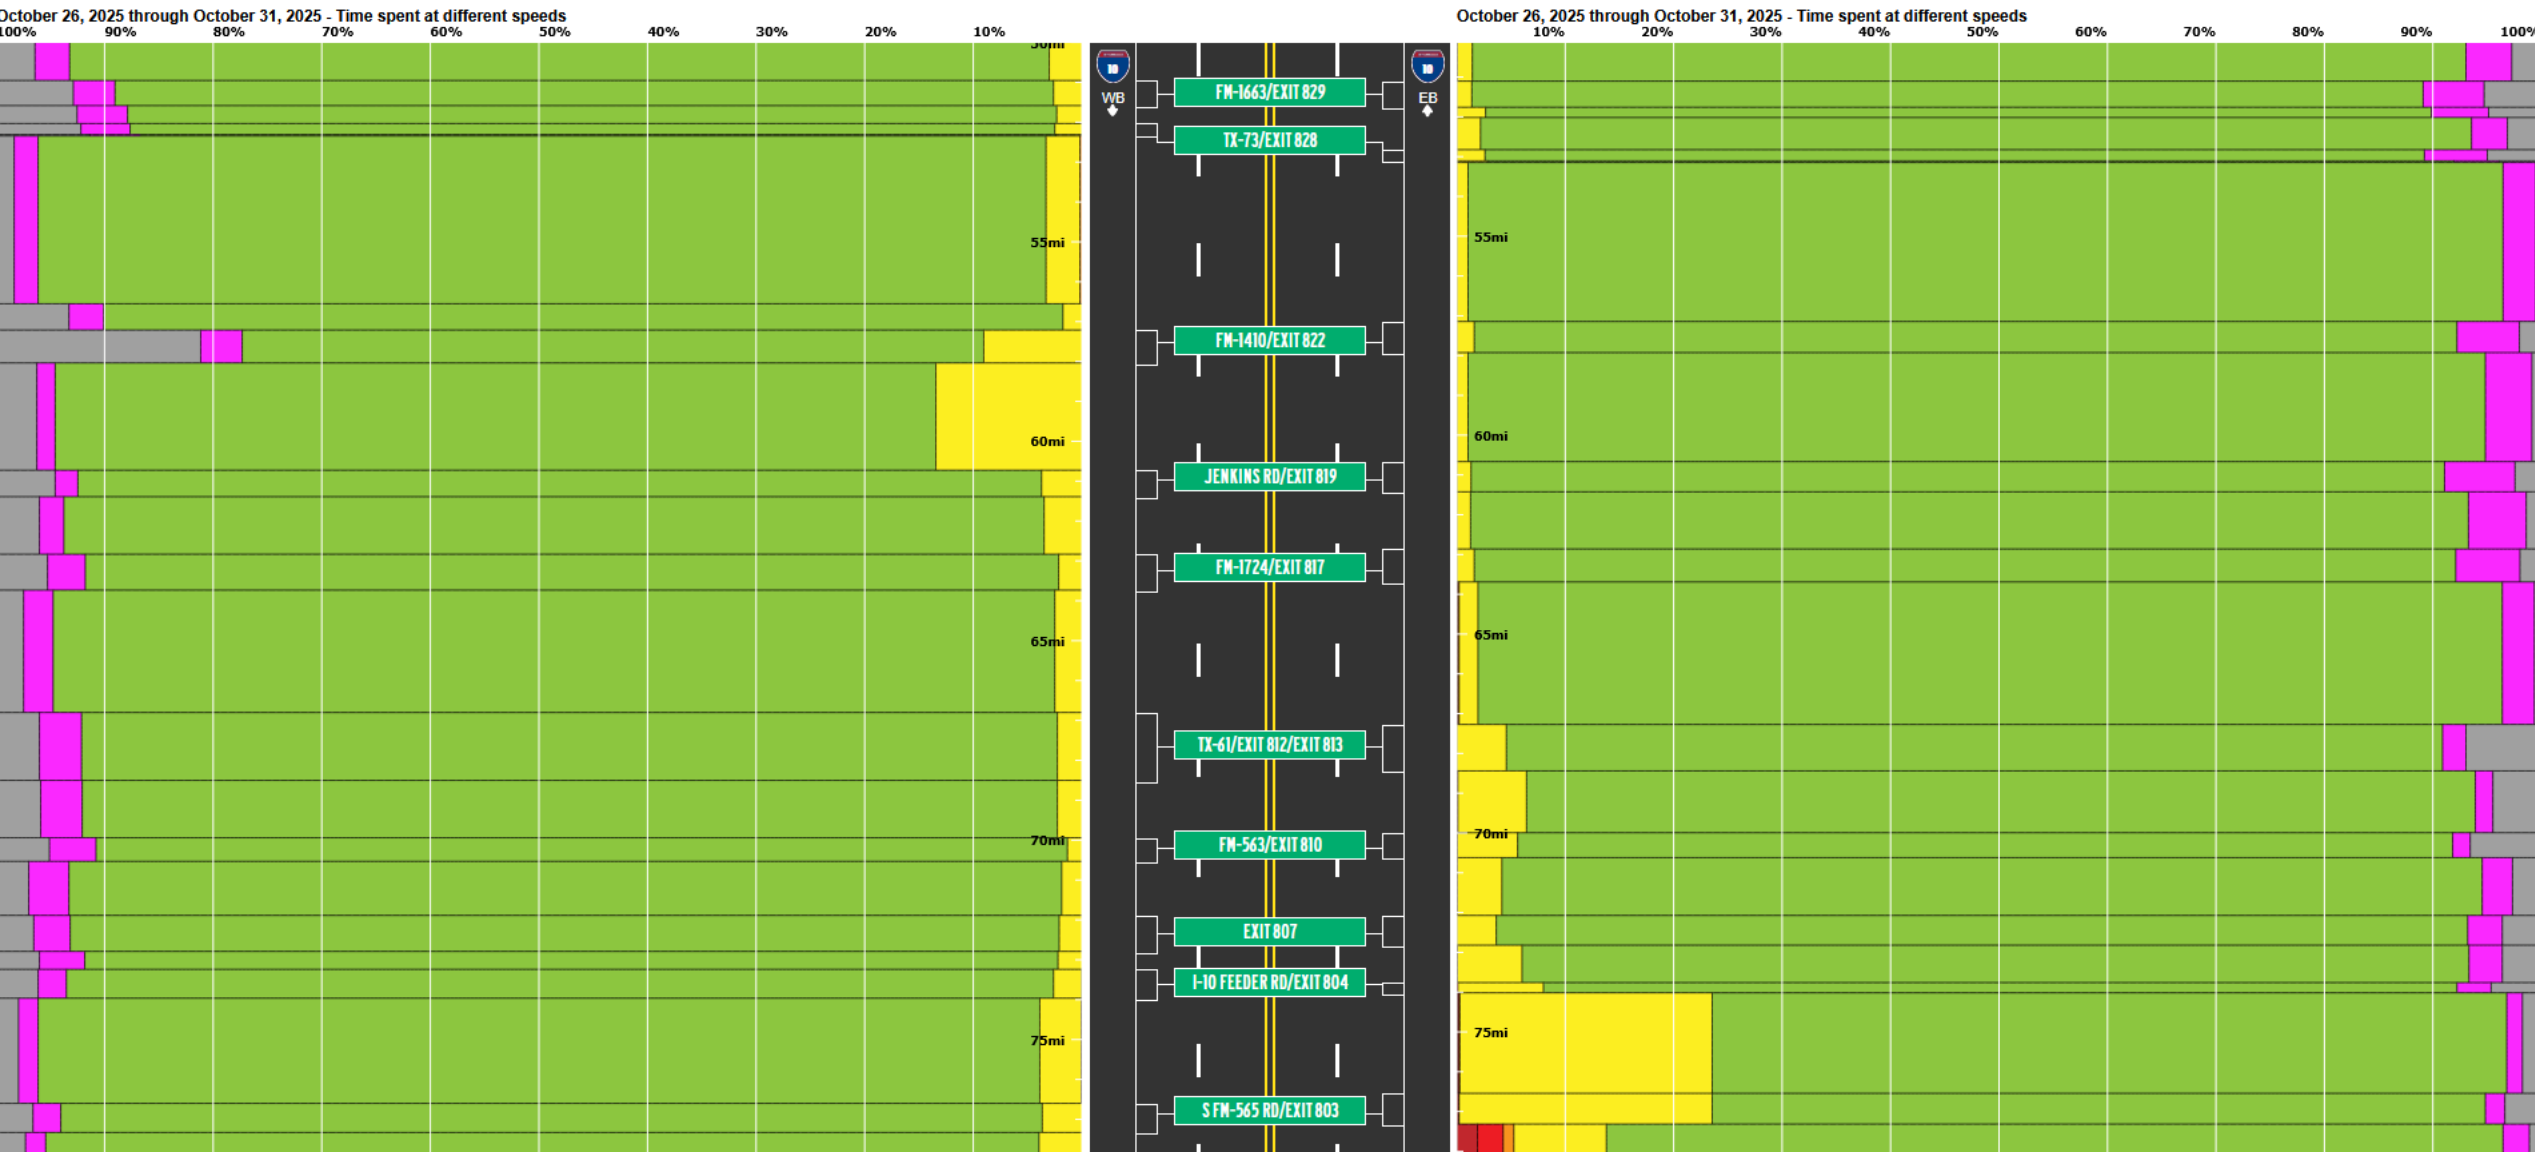 October 26, 2025 through October 31, 2025 - Time spent at different speeds
100% 90% 80% 70% 60% 50% 40% 30% 20% 10%
October 26, 2025 through October 31, 2025 - Time spent at different speeds
10% 20% 30% 40% 50% 60% 70% 80% 90% 100%
50mi
10
WB
10
EB
FM-1663/EXIT 829
TX-73/EXIT 828
55mi
55mi
FM-1410/EXIT 822
60mi
60mi
JENKINS RD/EXIT 819
FM-1724/EXIT 817
65mi
65mi
TX-61/EXIT 812/EXIT 813
70mi
FM-563/EXIT 810
70mi
EXIT 807
I-10 FEEDER RD/EXIT 804
75mi
75mi
S FM-565 RD/EXIT 803